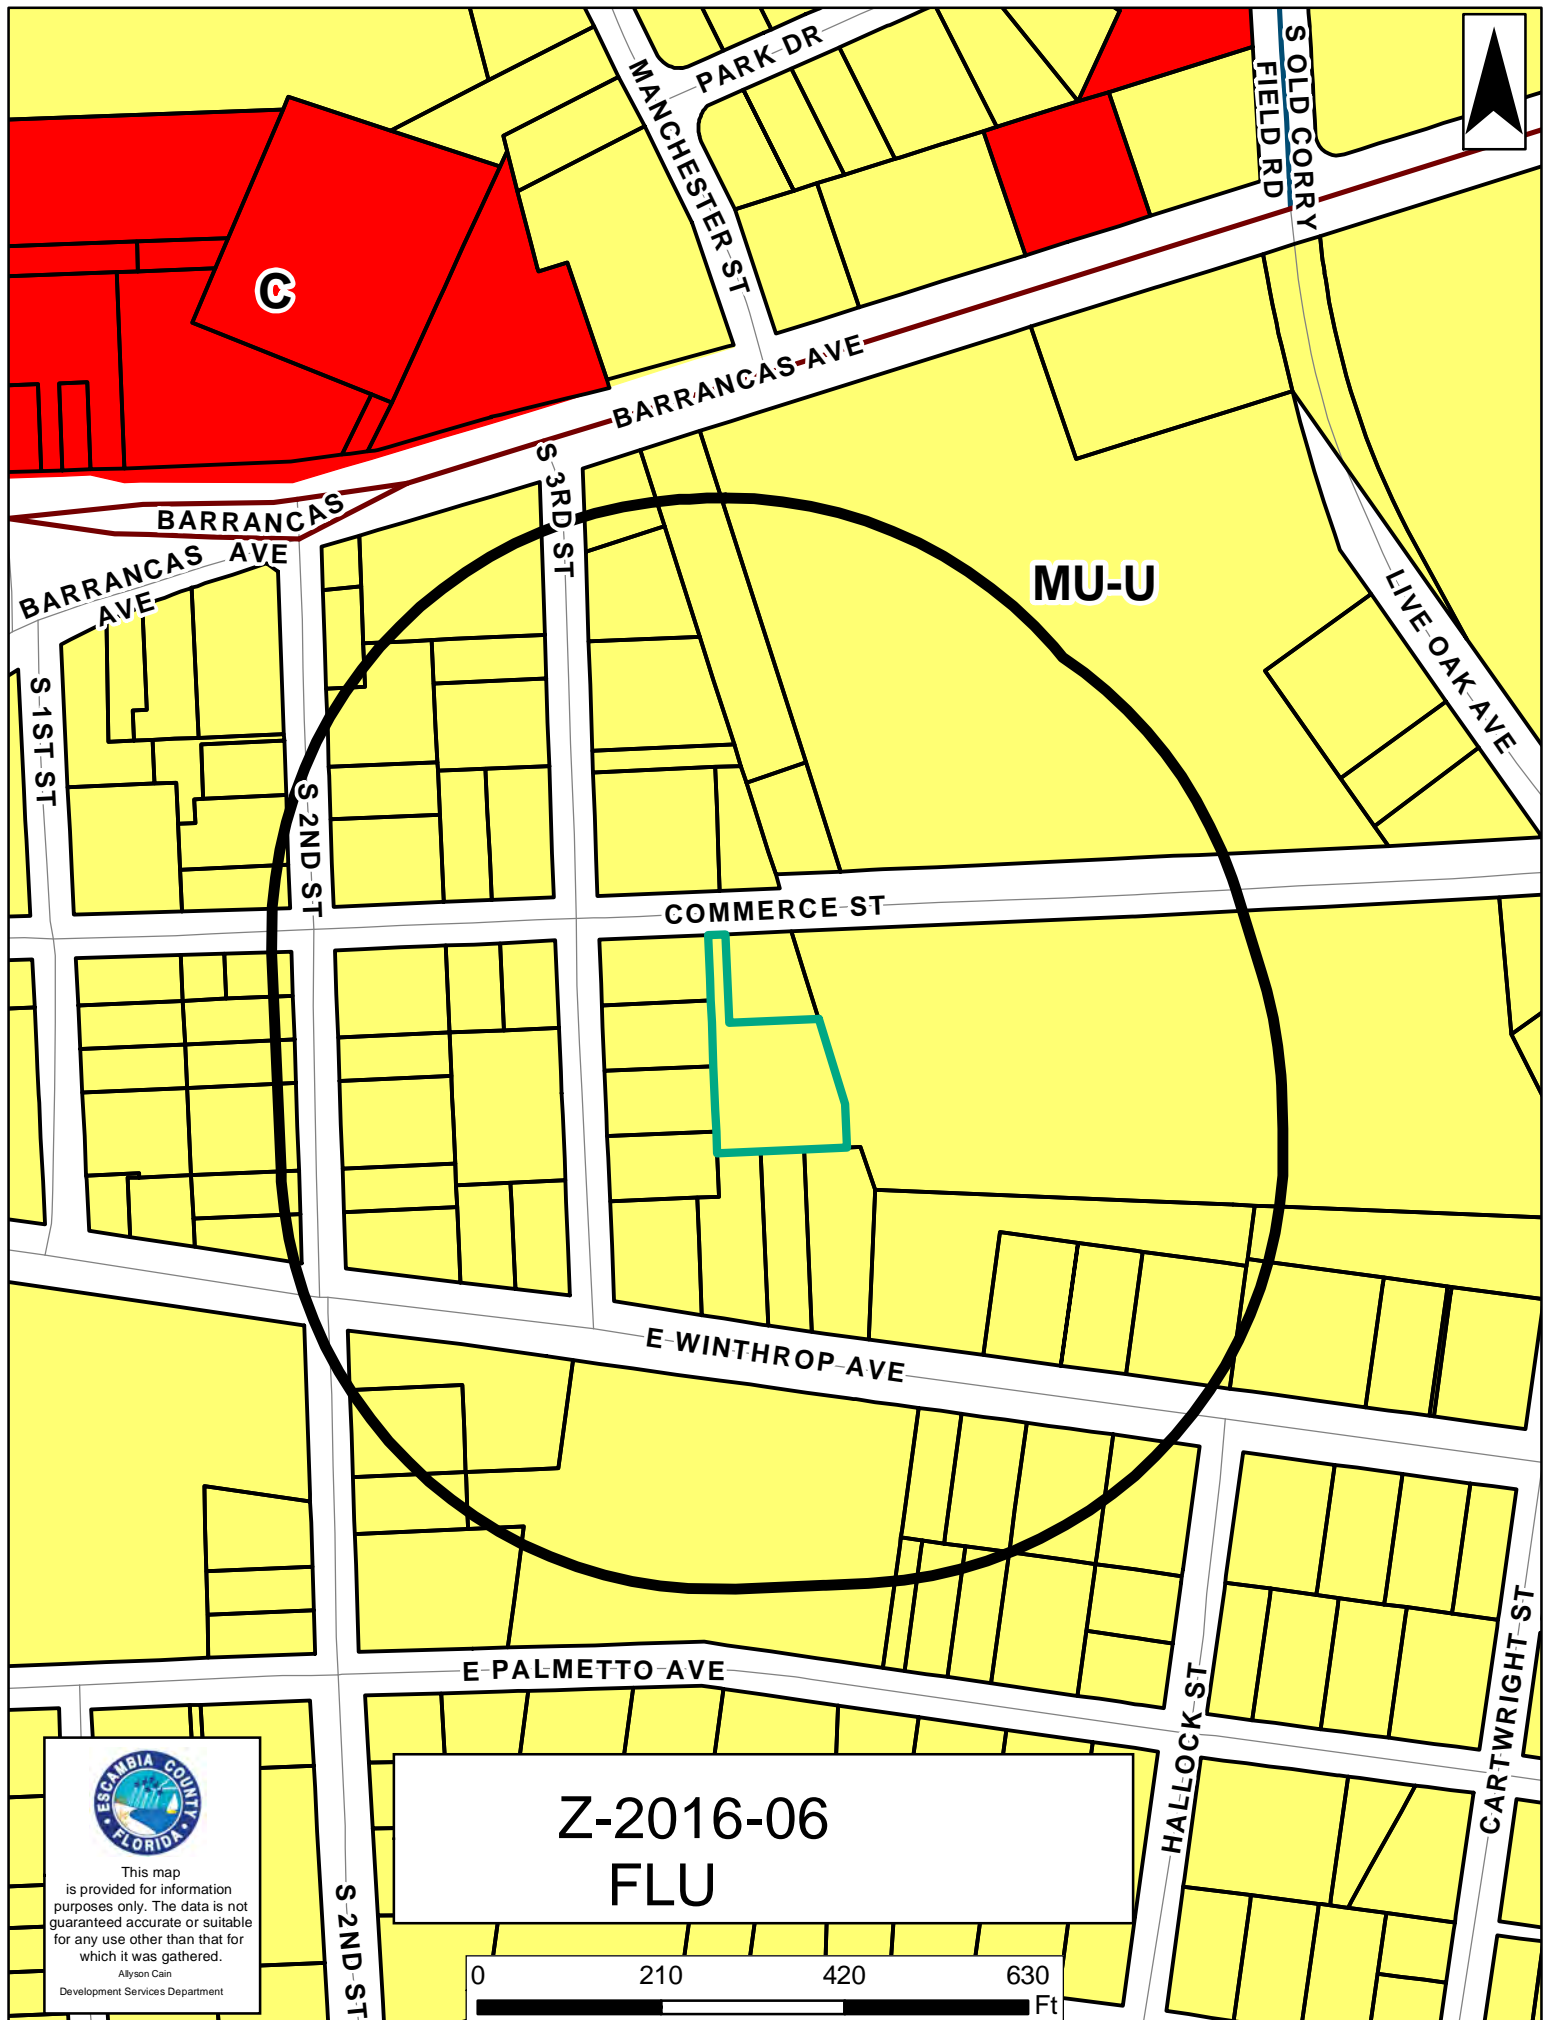 PARK DR
MANCHESTER ST
S OLD CORRY
FIELD RD
C
BARRANCAS AVE
S 3RD ST
BARRANCAS
AVE
BARRANCAS
AVE
MU-U
LIVE OAK AVE
S 1ST ST
S 2ND ST
COMMERCE ST
E WINTHROP AVE
E PALMETTO AVE
HALLOCK ST
CARTWRIGHT ST
S 2ND ST
ESCAMBIA COUNTY
FLORIDA
This map
is provided for information
purposes only. The data is not
guaranteed accurate or suitable
for any use other than that for
which it was gathered.
Allyson Cain
Development Services Department
Z-2016-06
FLU
0 210 420 630
Ft